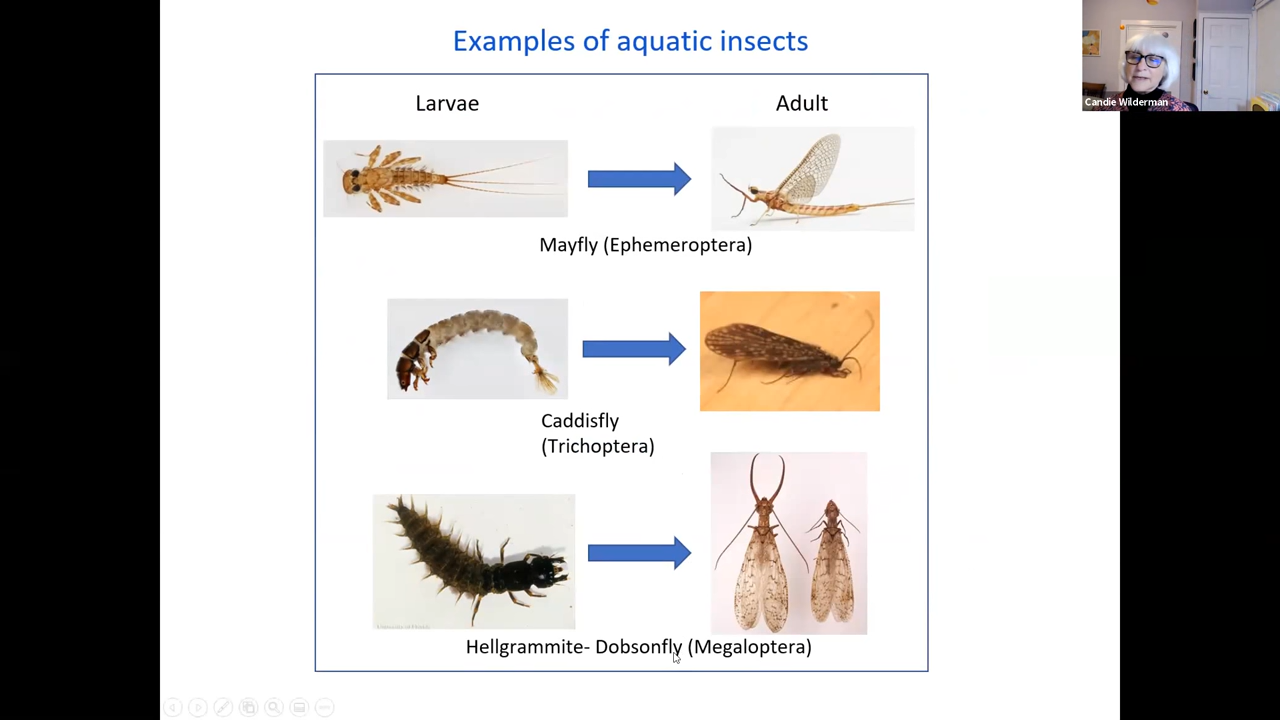 Examples of aquatic insects
Larvae
Adult
Mayfly (Ephemeroptera)
Caddisfly
(Trichoptera)
Hellgrammite- Dobsonfly (Megaloptera)
Candie Wilderman